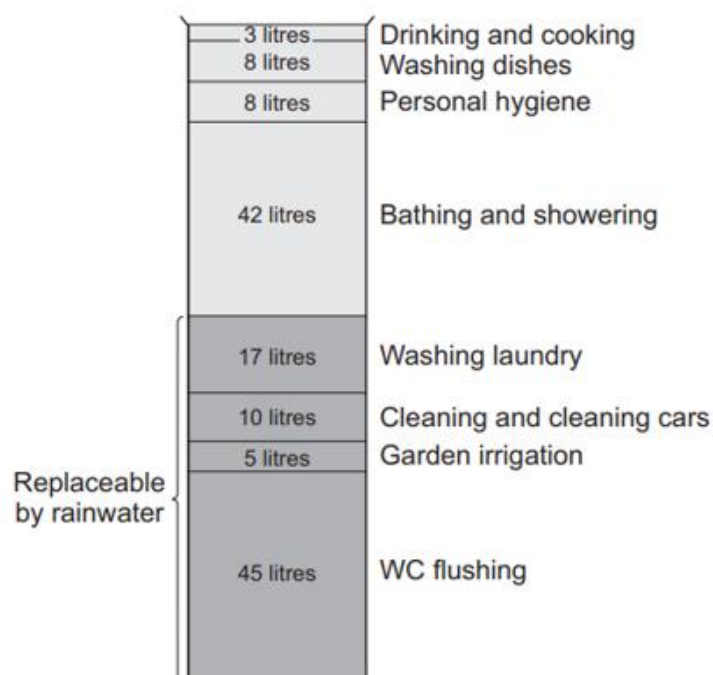 3 litres Drinking and cooking
8 litres Washing dishes
8 litres Personal hygiene
42 litres Bathing and showering
17 litres Washing laundry
10 litres Cleaning and cleaning cars
5 litres Garden irrigation
Replaceable
by rainwater
45 litres WC flushing